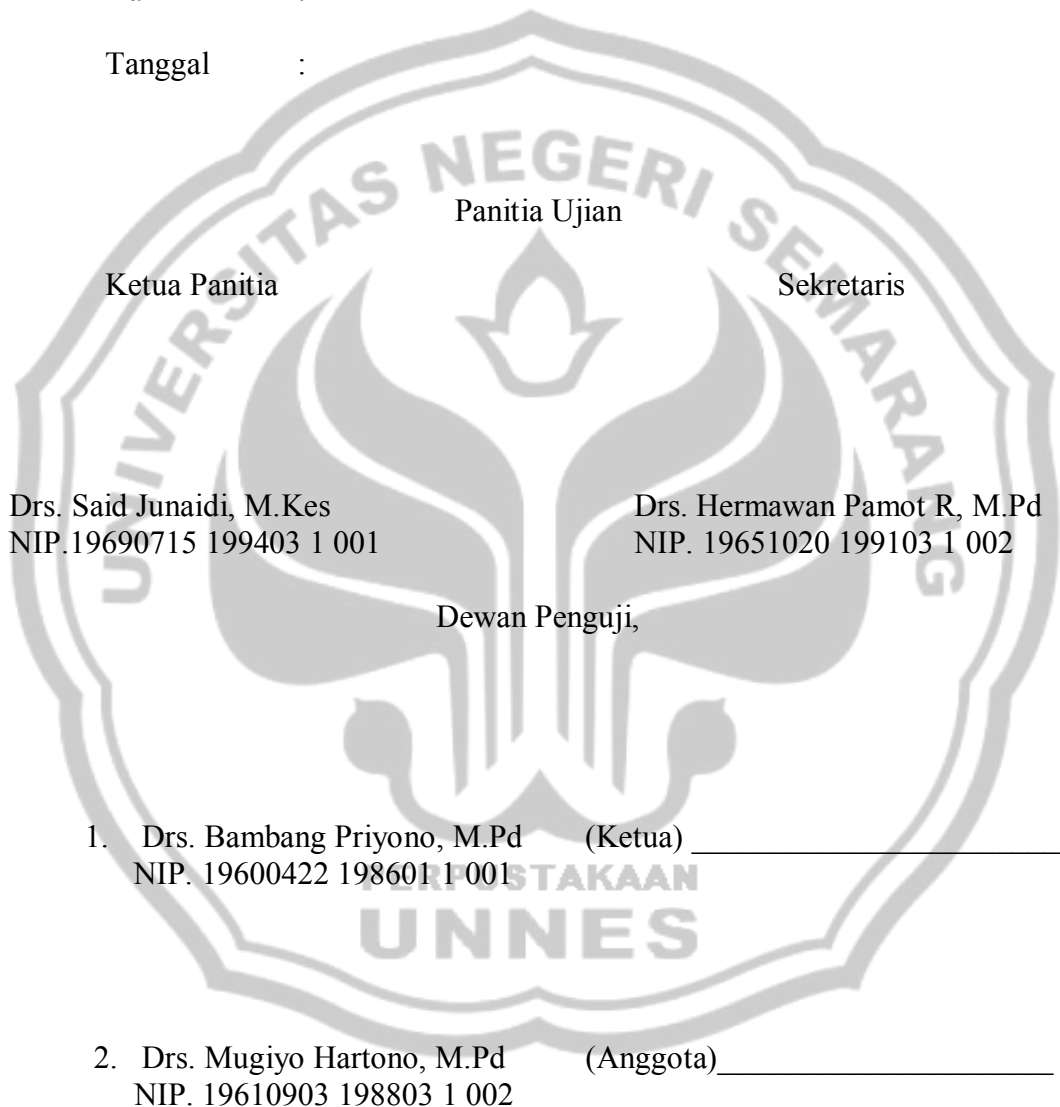 Tanggal :
UNIVERSITAS NEGERI SEMARANG
Panitia Ujian
Ketua Panitia Sekretaris
Drs. Said Junaidi, M.Kes Drs. Hermawan Pamot R, M.Pd
NIP.19690715 199403 1 001 NIP. 19651020 199103 1 002
Dewan Penguji,
1. Drs. Bambang Priyono, M.Pd (Ketua) ________________________
NIP. 19600422 198601 1 001
PERPUSTAKAAN
UNNES
2. Drs. Mugiyo Hartono, M.Pd (Anggota)______________________
NIP. 19610903 198803 1 002